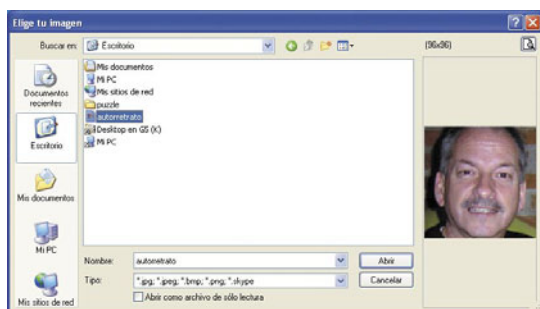 Elige tu imagen
Buscar en: Escritorio
(96x96)
Documentos recientes
Escritorio
Mis documentos
Mi PC
Mis sitios de red
Mis documentos
Mi PC
Mis sitios de red
puzzle
autorretrato
Desktop en GS (K)
Mi PC
Nombre: autorretrato Abrir
Tipo: *.jpg; *.jpeg; *.bmp; *.png; *.skype Cancelar
Abrir como archivo de sólo lectura